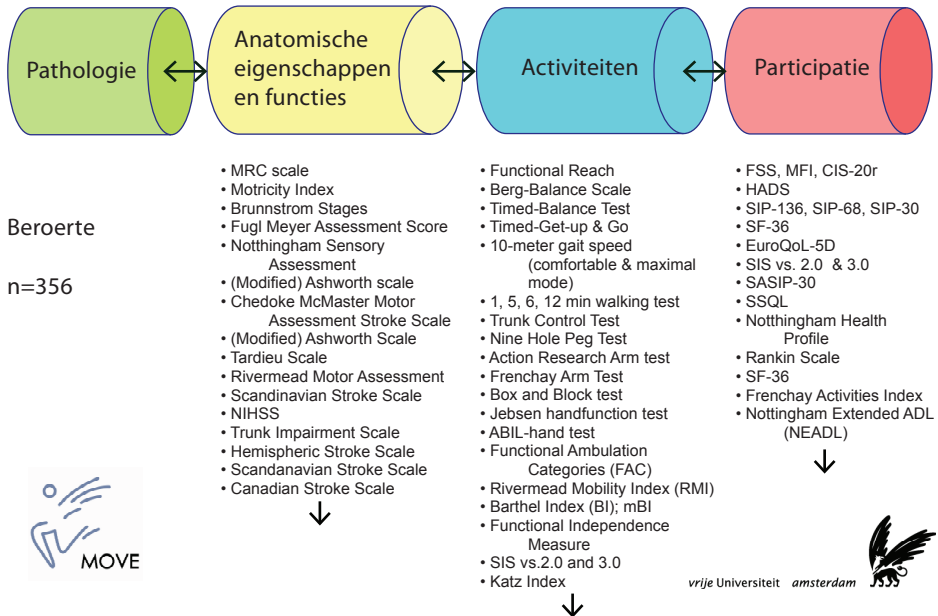 Pathologie
Anatomische
eigenschappen
en functies
Activiteiten
Participatie
Beroerte
n=356
• MRC scale
• Motricity Index
• Brunnstrom Stages
• Fugl Meyer Assessment Score
• Notthingham Sensory
Assessment
• (Modified) Ashworth scale
• Chedoke McMaster Motor
Assessment Stroke Scale
• (Modified) Ashworth Scale
• Tardieu Scale
• Rivermead Motor Assessment
• Scandinavian Stroke Scale
• NIHSS
• Trunk Impairment Scale
• Hemispheric Stroke Scale
• Scandanavian Stroke Scale
• Canadian Stroke Scale
• Functional Reach
• Berg-Balance Scale
• Timed-Balance Test
• Timed-Get-up & Go
• 10-meter gait speed
(comfortable & maximal
mode)
• 1, 5, 6, 12 min walking test
• Trunk Control Test
• Nine Hole Peg Test
• Action Research Arm test
• Frenchay Arm Test
• Box and Block test
• Jebsen handfunction test
• ABIL-hand test
• Functional Ambulation
Categories (FAC)
• Rivermead Mobility Index (RMI)
• Barthel Index (BI); mBI
• Functional Independence
Measure
• SIS vs.2.0 and 3.0
• Katz Index
• FSS, MFI, CIS-20r
• HADS
• SIP-136, SIP-68, SIP-30
• SF-36
• EuroQoL-5D
• SIS vs. 2.0 & 3.0
• SASIP-30
• SSQL
• Notthingham Health
Profile
• Rankin Scale
• SF-36
• Frenchay Activities Index
• Nottingham Extended ADL
(NEADL)
MOVE
vrije Universiteit amsterdam